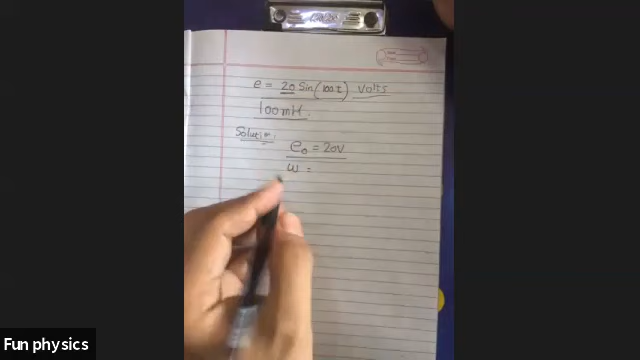 e = 20 Sin(100t) volts
100mH.
Solution:
e₀ = 20V
ω =
Fun physics